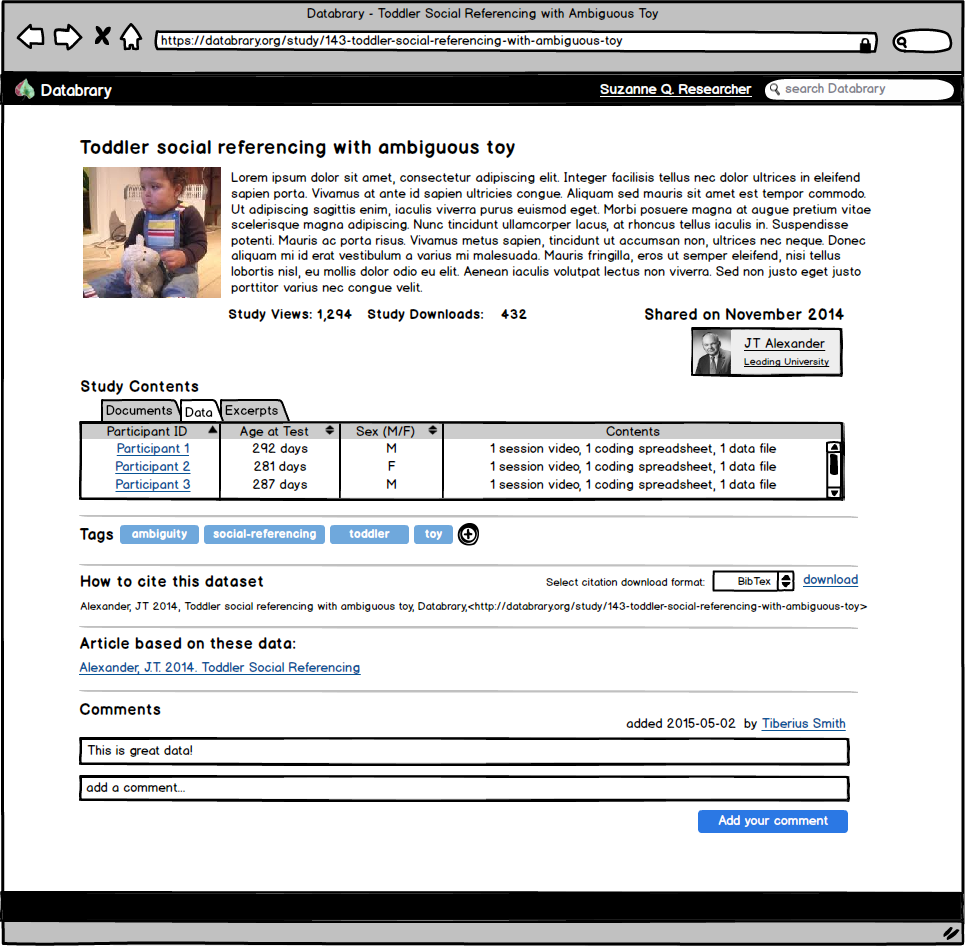 Databrary - Toddler Social Referencing with Ambiguous Toy
https://databrary.org/study/143-toddler-social-referencing-with-ambiguous-toy
Databrary
Suzanne Q. Researcher
search Databrary
Toddler social referencing with ambiguous toy
Lorem ipsum dolor sit amet, consectetur adipiscing elit. Integer facilisis tellus nec dolor ultrices in eleifend
sapien porta. Vivamus at ante id sapien ultricies congue. Aliquam sed mauris sit amet est tempor commodo.
Ut adipiscing sagittis enim, iaculis viverra purus euismod eget. Morbi posuere magna at augue pretium vitae
scelerisque magna adipiscing. Nunc tincidunt ullamcorper lacus, at rhoncus tellus iaculis in. Suspendisse
potenti. Mauris ac porta risus. Vivamus metus sapien, tincidunt ut accumsan non, ultrices nec neque. Donec
aliquam mi id erat vestibulum a varius mi malesuada. Mauris fringilla, eros ut semper eleifend, nisi tellus
lobortis nisl, eu mollis dolor odio eu elit. Aenean iaculis volutpat lectus non viverra. Sed non justo eget justo
porttitor varius nec congue velit.
Study Views: 1,294 Study Downloads: 432
Shared on November 2014
JT Alexander
Leading University
Study Contents
Documents Data Excerpts
Participant ID Age at Test Sex (M/F) Contents
Participant 1 292 days M 1 session video, 1 coding spreadsheet, 1 data file
Participant 2 281 days F 1 session video, 1 coding spreadsheet, 1 data file
Participant 3 287 days M 1 session video, 1 coding spreadsheet, 1 data file
Tags ambiguity social-referencing toddler toy
How to cite this dataset
Select citation download format: BibTex download
Alexander, JT 2014, Toddler social referencing with ambiguous toy, Databrary,<http://databrary.org/study/143-toddler-social-referencing-with-ambiguous-toy>
Article based on these data:
Alexander, J.T. 2014. Toddler Social Referencing
Comments
added 2015-05-02 by Tiberius Smith
This is great data!
add a comment...
Add your comment